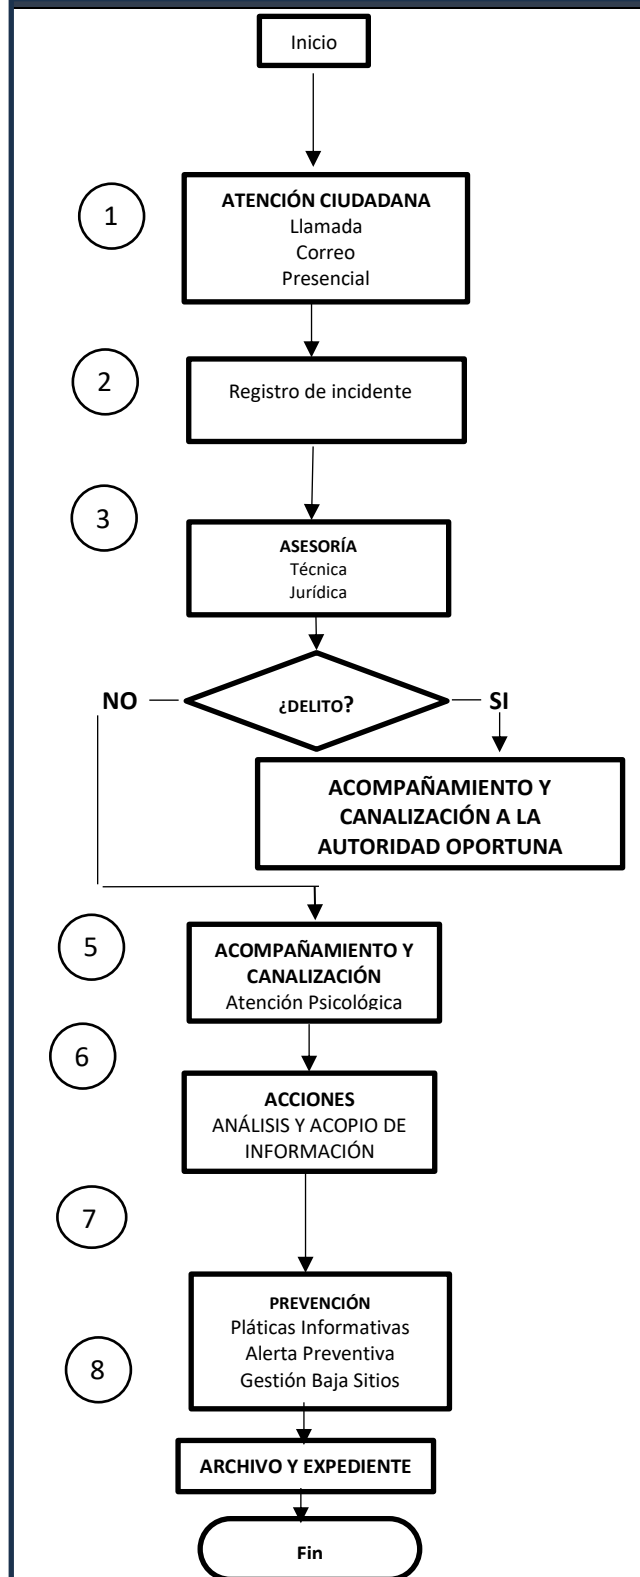 Inicio
1
ATENCIÓN CIUDADANA
Llamada
Correo
Presencial
2
Registro de incidente
3
ASESORÍA
Técnica
Jurídica
NO
¿DELITO?
SI
ACOMPAÑAMIENTO Y
CANALIZACIÓN A LA
AUTORIDAD OPORTUNA
5
ACOMPAÑAMIENTO Y
CANALIZACIÓN
Atención Psicológica
6
ACCIONES
ANÁLISIS Y ACOPIO DE
INFORMACIÓN
7
PREVENCIÓN
Pláticas Informativas
Alerta Preventiva
Gestión Baja Sitios
8
ARCHIVO Y EXPEDIENTE
Fin